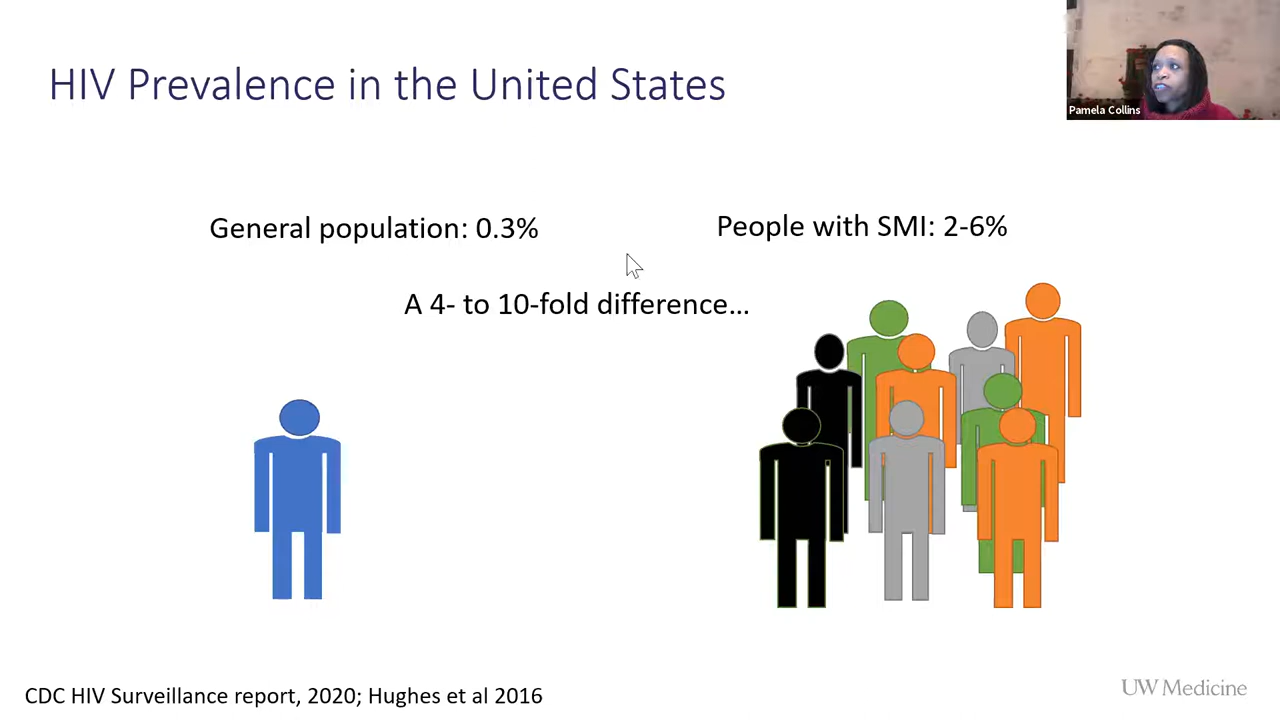 HIV Prevalence in the United States
Pamela Collins
General population: 0.3%
People with SMI: 2-6%
A 4- to 10-fold difference…
CDC HIV Surveillance report, 2020; Hughes et al 2016
UW Medicine